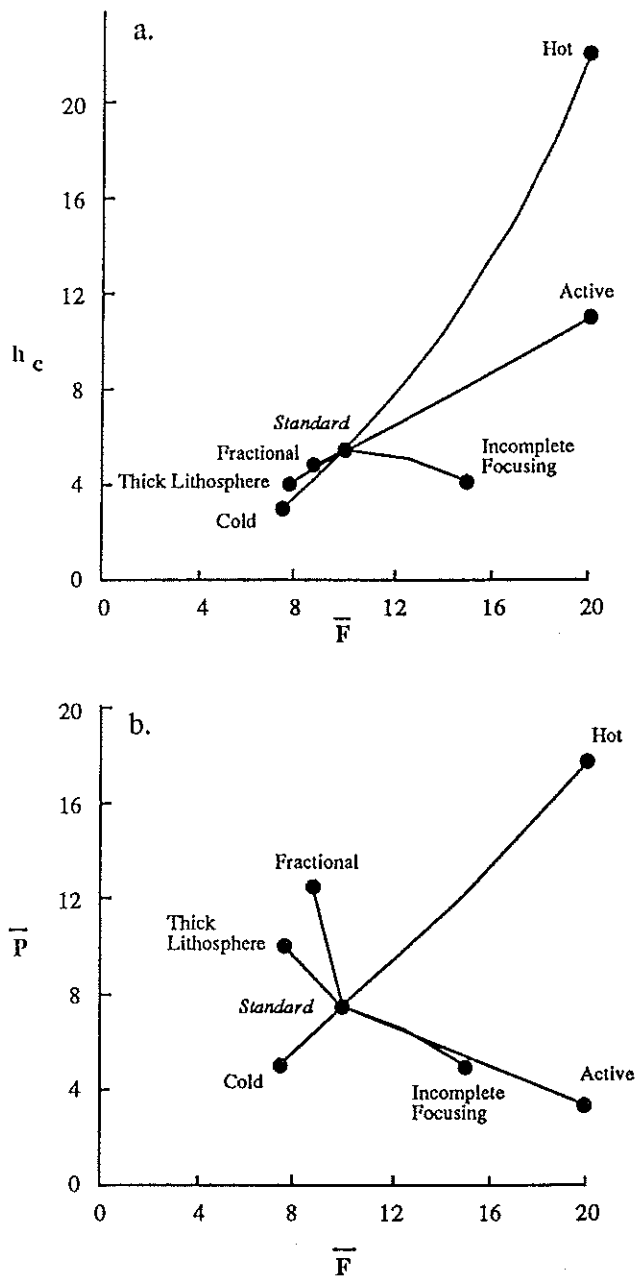 a.
Hot
22
16
Active
12
h c
8
Standard
Fractional
Incomplete
Focusing
Thick Lithosphere
4
Cold
0
0 4 8 12 16 20
F
20
b.
Hot
16
Fractional
12
Thick
Lithosphere
P
8
Standard
Cold
4
Incomplete
Focusing
Active
0
0 4 8 12 16 20
F